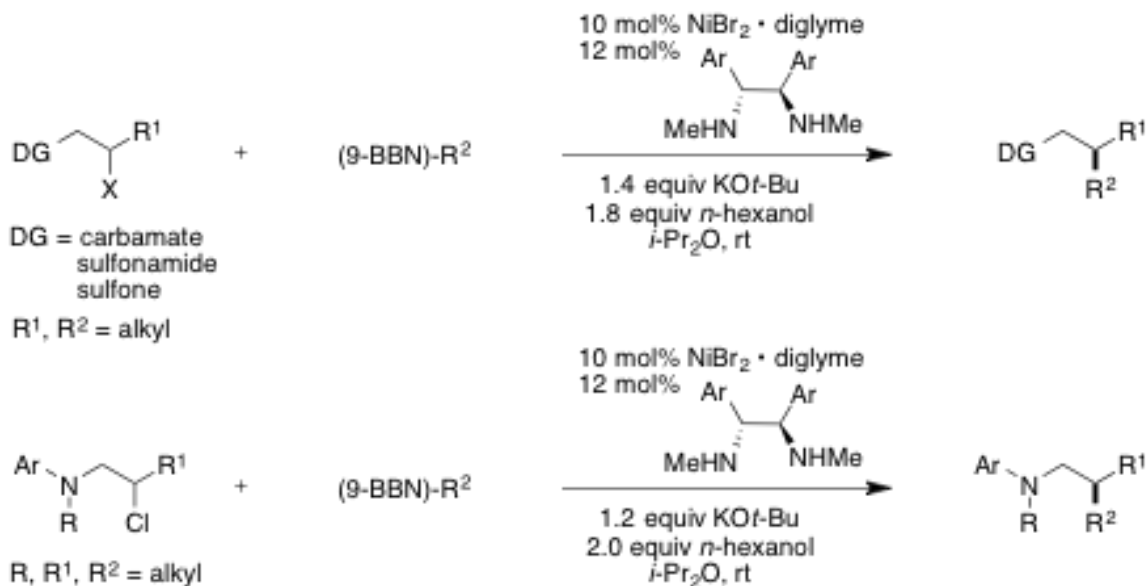 10 mol% NiBr₂ • diglyme
12 mol%
Ar Ar
MeHN NHMe
DG R¹ X + (9-BBN)-R² DG R¹ R²
1.4 equiv KOt-Bu
1.8 equiv n-hexanol
i-Pr₂O, rt
DG = carbamate
sulfonamide
sulfone
R¹, R² = alkyl
10 mol% NiBr₂ • diglyme
12 mol%
Ar Ar
MeHN NHMe
Ar N R R¹ Cl + (9-BBN)-R² Ar N R R¹ R²
1.2 equiv KOt-Bu
2.0 equiv n-hexanol
i-Pr₂O, rt
R, R¹, R² = alkyl